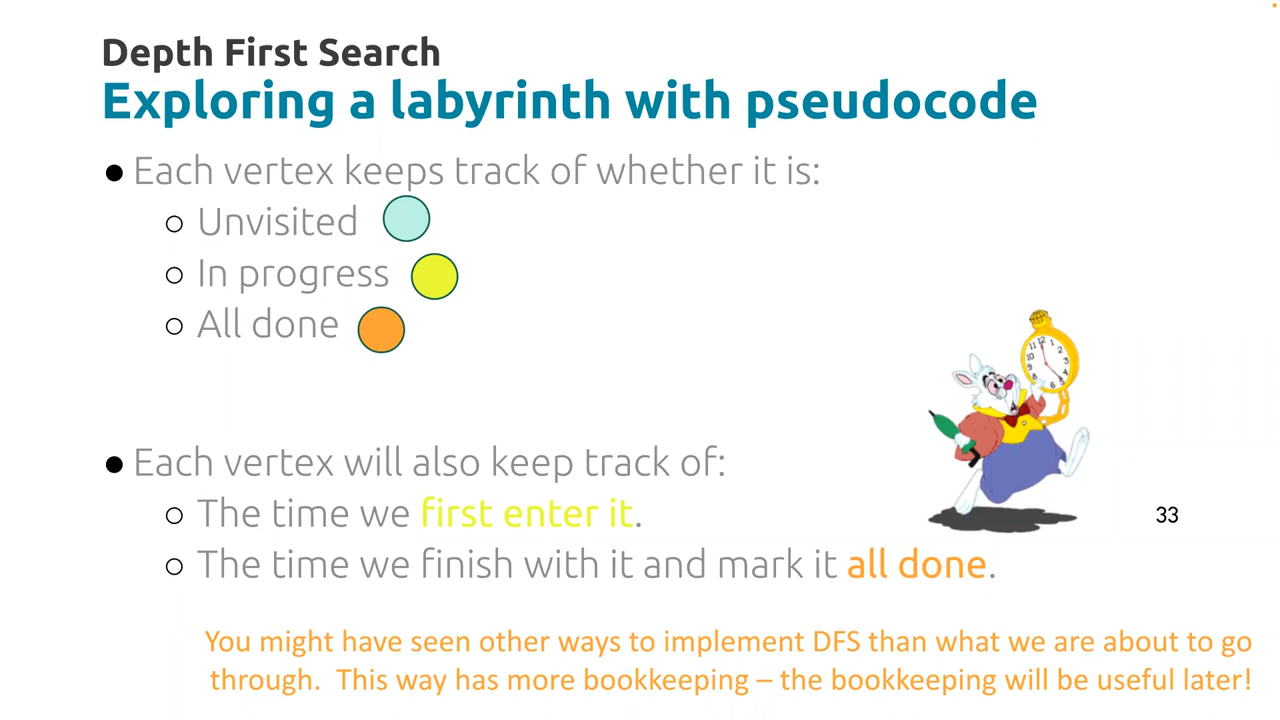 Depth First Search
Exploring a labyrinth with pseudocode
● Each vertex keeps track of whether it is:
○ Unvisited
○ In progress
○ All done
● Each vertex will also keep track of:
○ The time we first enter it.
○ The time we finish with it and mark it all done.
33
You might have seen other ways to implement DFS than what we are about to go
through. This way has more bookkeeping – the bookkeeping will be useful later!